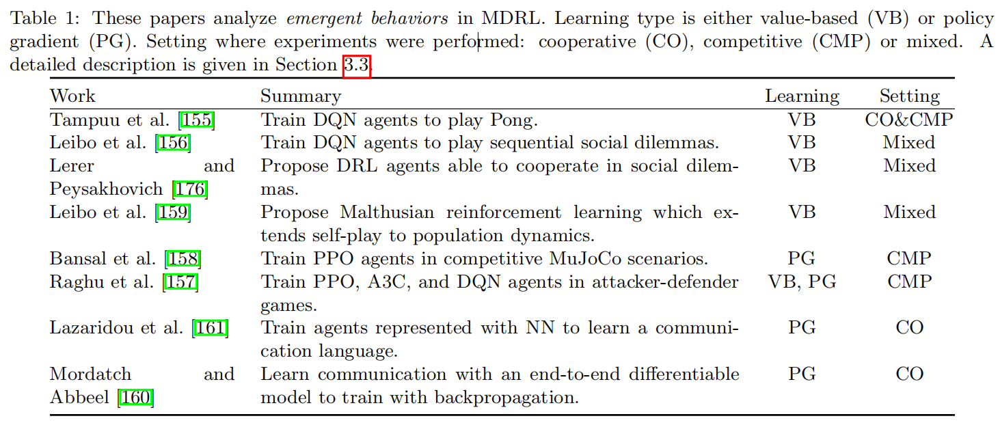 Table 1: These papers analyze emergent behaviors in MDRL. Learning type is either value-based (VB) or policy
gradient (PG). Setting where experiments were performed: cooperative (CO), competitive (CMP) or mixed. A
detailed description is given in Section 3.3.
Work Summary Learning Setting
Tampuu et al. [155] Train DQN agents to play Pong. VB CO&CMP
Leibo et al. [156] Train DQN agents to play sequential social dilemmas. VB Mixed
Lerer and Propose DRL agents able to cooperate in social dilem- VB Mixed
Peysakhovich [176] mas.
Leibo et al. [159] Propose Malthusian reinforcement learning which ex- VB Mixed
tends self-play to population dynamics.
Bansal et al. [158] Train PPO agents in competitive MuJoCo scenarios. PG CMP
Raghu et al. [157] Train PPO, A3C, and DQN agents in attacker-defender VB, PG CMP
games.
Lazaridou et al. [161] Train agents represented with NN to learn a communi- PG CO
cation language.
Mordatch and Learn communication with an end-to-end differentiable PG CO
Abbeel [160] model to train with backpropagation.